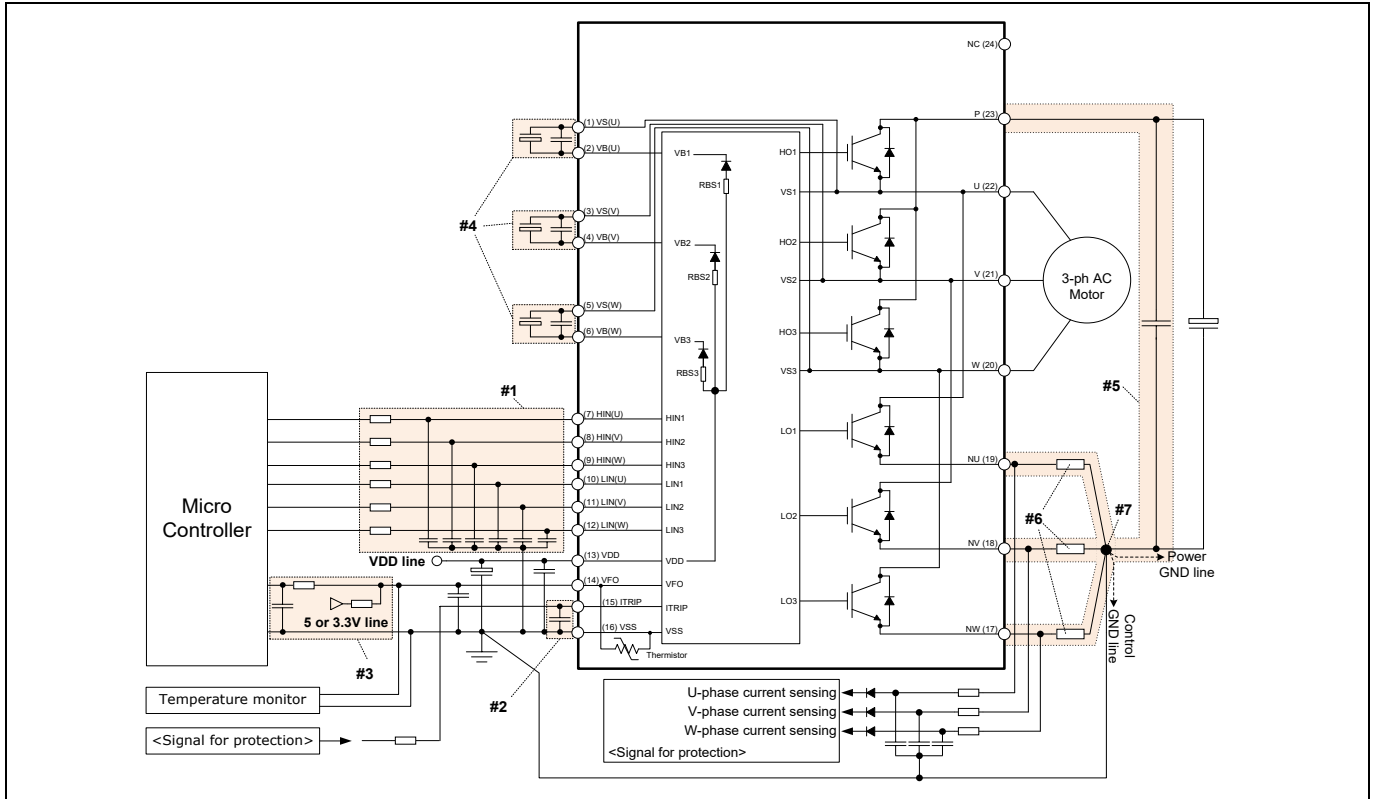 NC (24)
P (23)
(1) VS(U)
(2) VB(U)
VB1
RBS1
HO1
VS1
U (22)
#4
(3) VS(V)
(4) VB(V)
VB2
RBS2
HO2
VS2
V (21)
3-ph AC
Motor
(5) VS(W)
(6) VB(W)
VB3
RBS3
HO3
VS3
W (20)
#5
#1
Micro
Controller
(7) HIN(U)
(8) HIN(V)
(9) HIN(W)
(10) LIN(U)
(11) LIN(V)
(12) LIN(W)
HIN1
HIN2
HIN3
LIN1
LIN2
LIN3
LO1
NU (19)
LO2
NV (18)
#6
#7
Power
GND line
Control
GND line
LO3
NW (17)
VDD line
(13) VDD
VDD
(14) VFO
VFO
(15) ITRIP
ITRIP
(16) VSS
VSS
Thermistor
5 or 3.3V line
#3
#2
Temperature monitor
<Signal for protection>
U-phase current sensing
V-phase current sensing
W-phase current sensing
<Signal for protection>